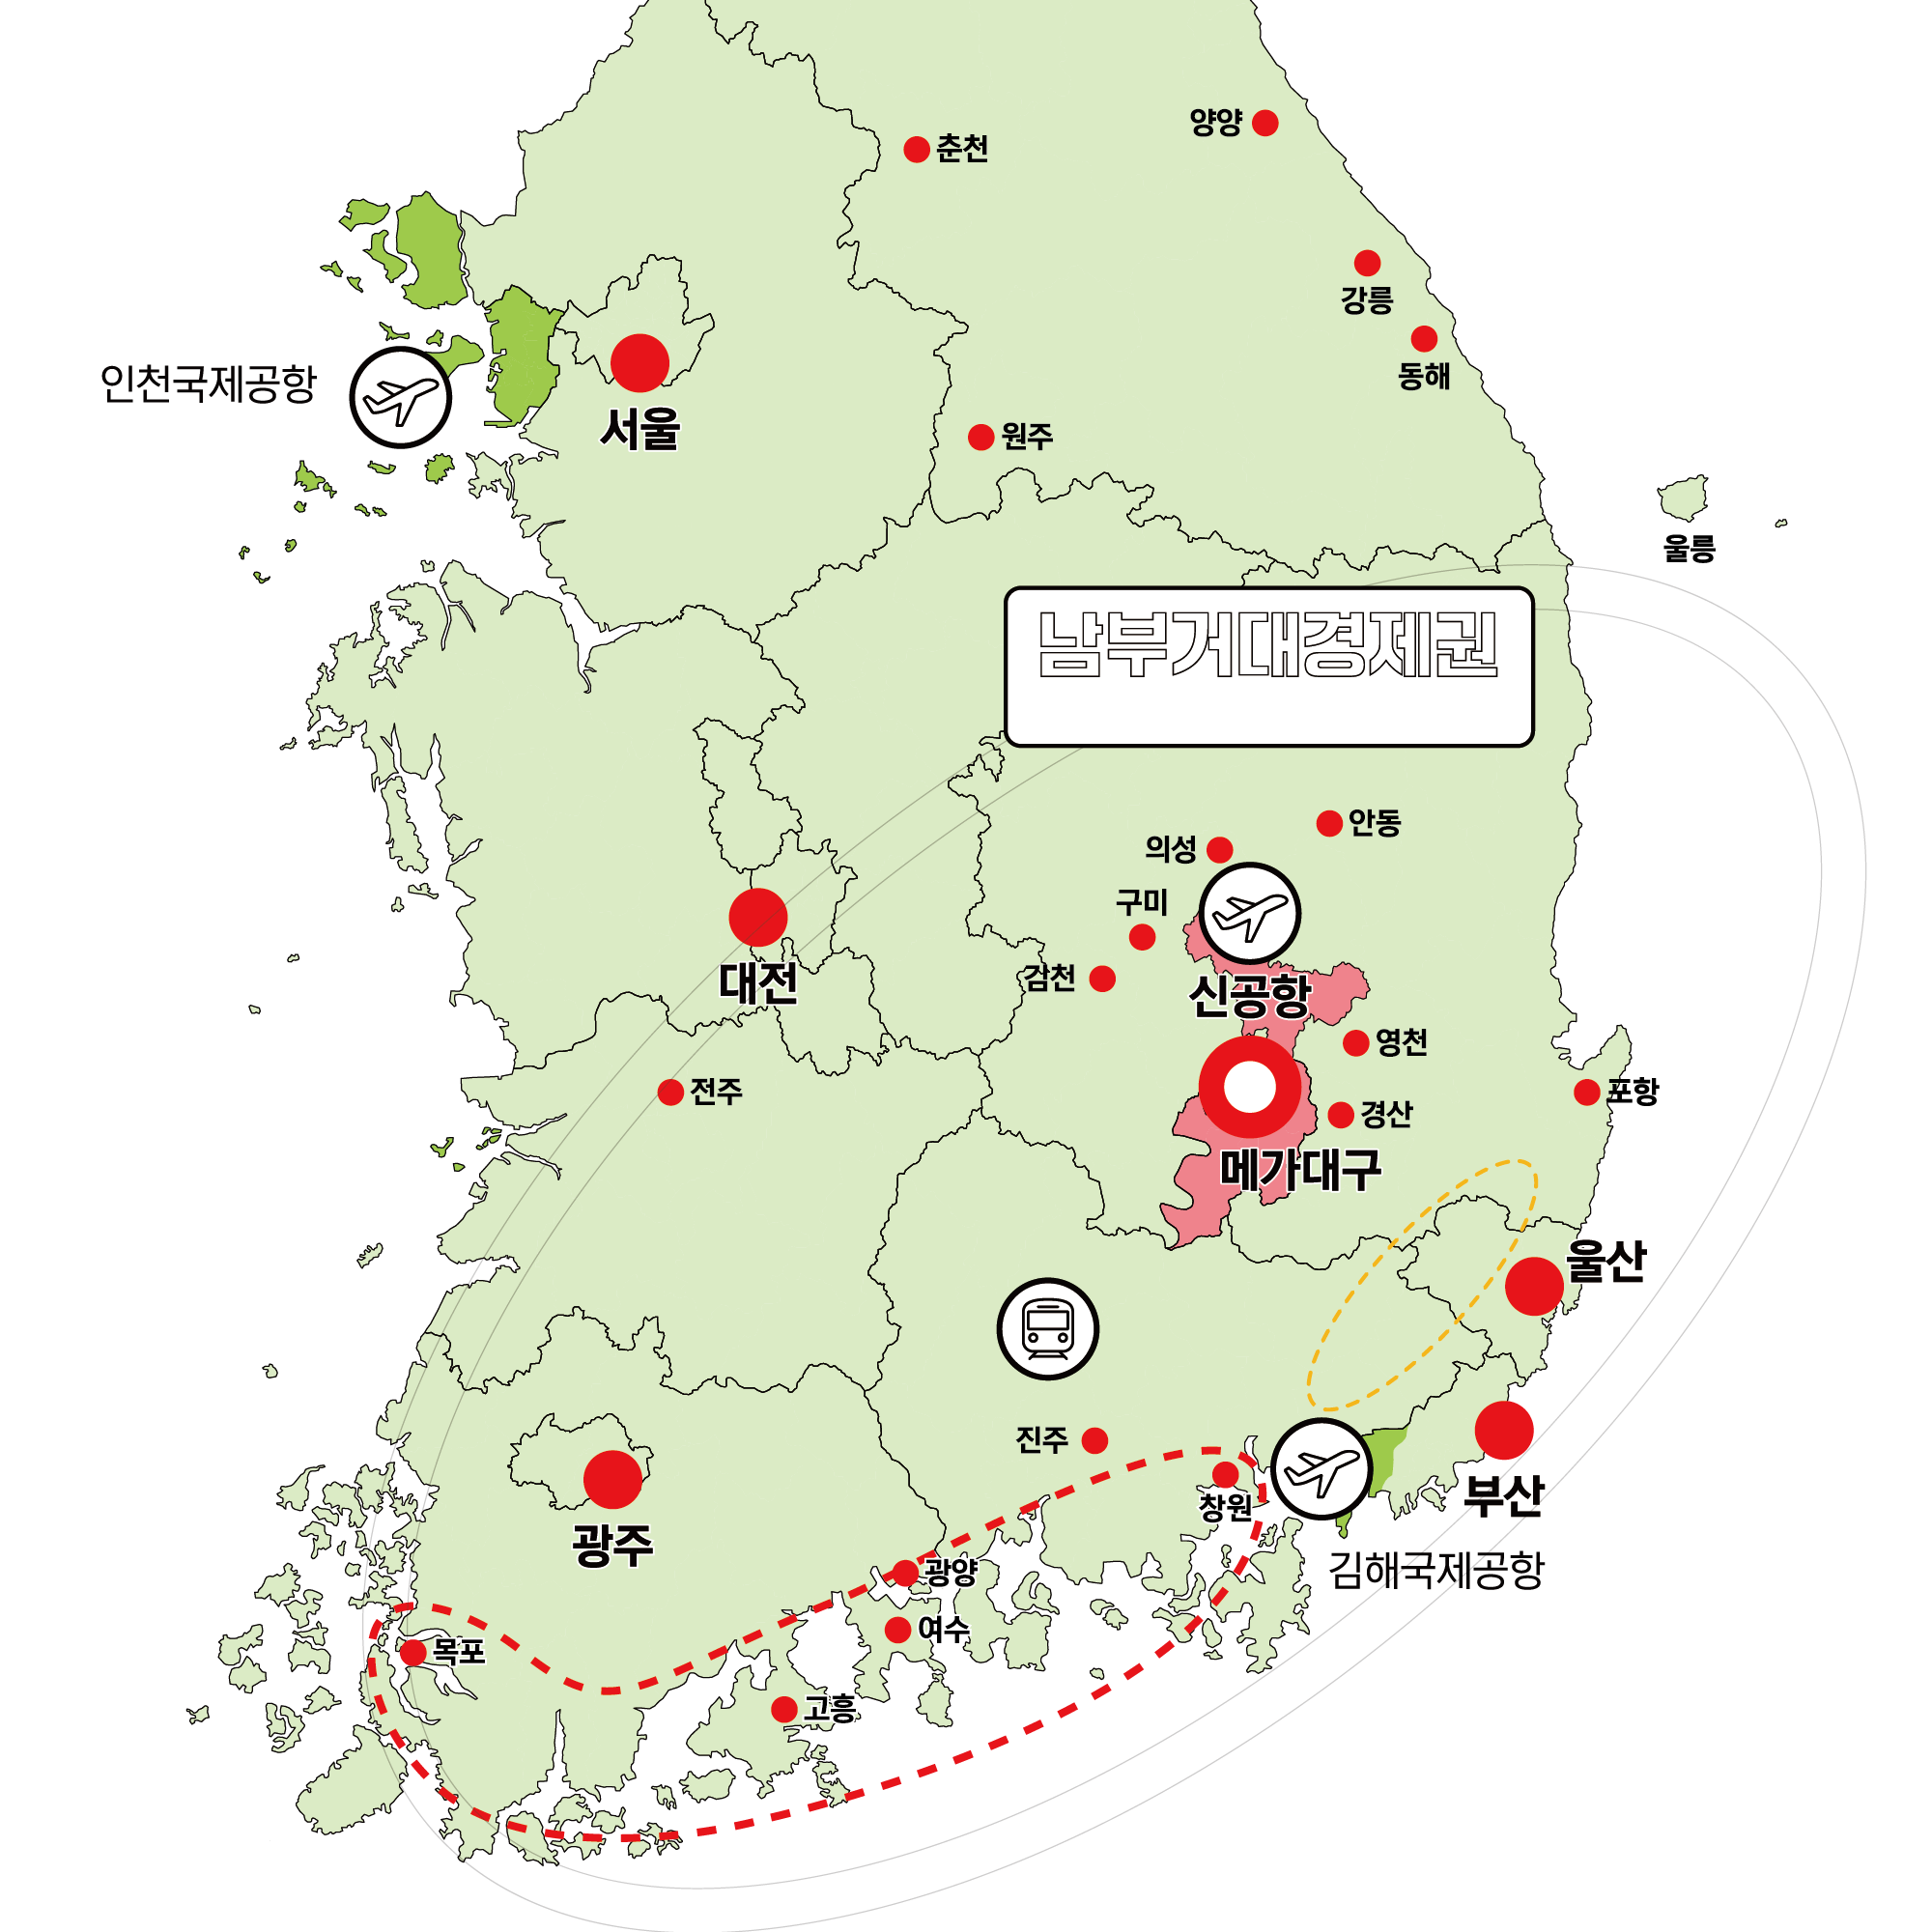 양양
춘천
강릉
인천국제공항
동해
서울
원주
울릉
남부거대경제권
안동
의성
구미
대전
김천
신공항
영천
전주
포항
경산
메가대구
울산
진주
부산
창원
광주
김해국제공항
광양
여수
목포
고흥